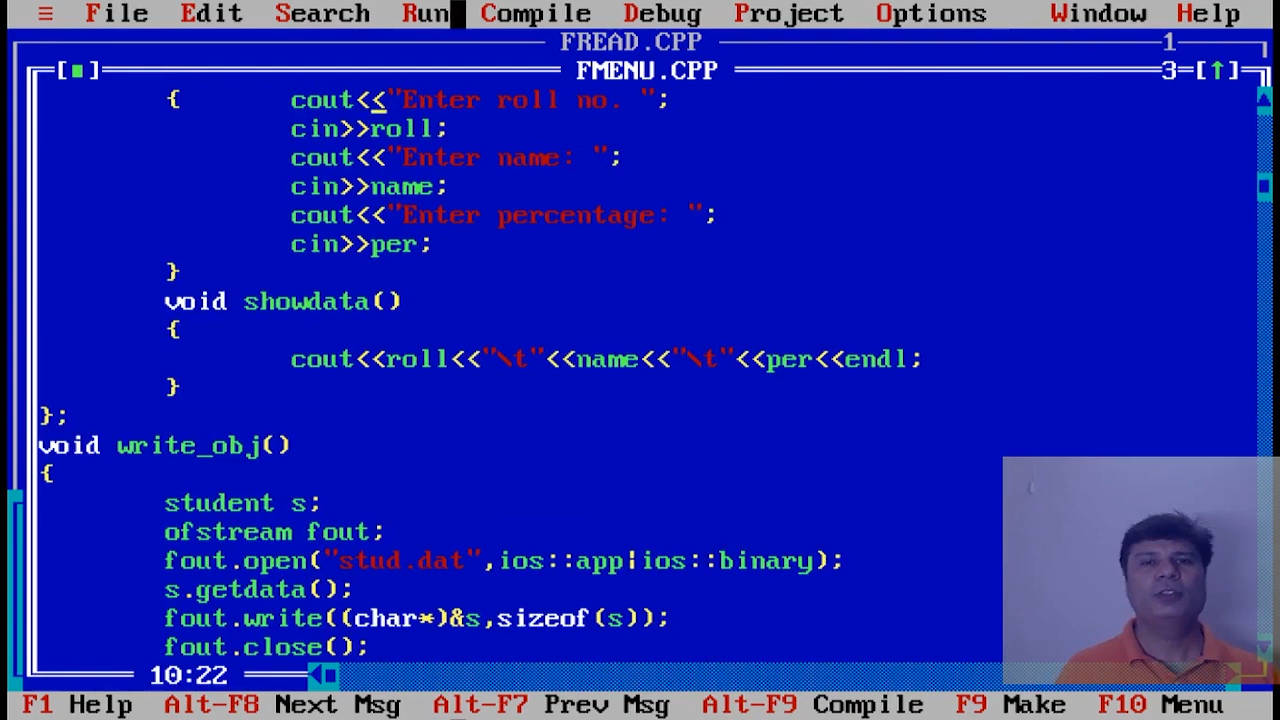 ≡ File Edit Search Run Compile Debug Project Options Window Help
FREAD.CPP 1
[■] FMENU.CPP 3=[↑]
{ cout<<"Enter roll no. ";
cin>>roll;
cout<<"Enter name: ";
cin>>name;
cout<<"Enter percentage: ";
cin>>per;
}
void showdata()
{
cout<<roll<<"\t"<<name<<"\t"<<per<<endl;
}
};
void write_obj()
{
student s;
ofstream fout;
fout.open("stud.dat",ios::app|ios::binary);
s.getdata();
fout.write((char*)&s,sizeof(s));
fout.close();
10:22
F1 Help Alt-F8 Next Msg Alt-F7 Prev Msg Alt-F9 Compile F9 Make F10 Menu